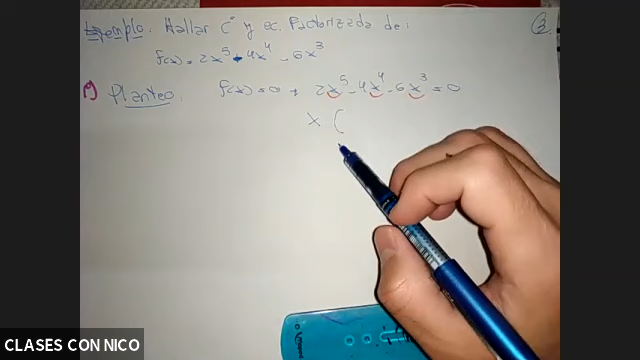 Ejemplo: Hallar C° y ec. Factorizada de:
f(x) = 2x⁵ - 4x⁴ - 6x³
1°) Planteo: f(x) = 0 → 2x⁵ - 4x⁴ - 6x³ = 0
x (
CLASES CON NICO